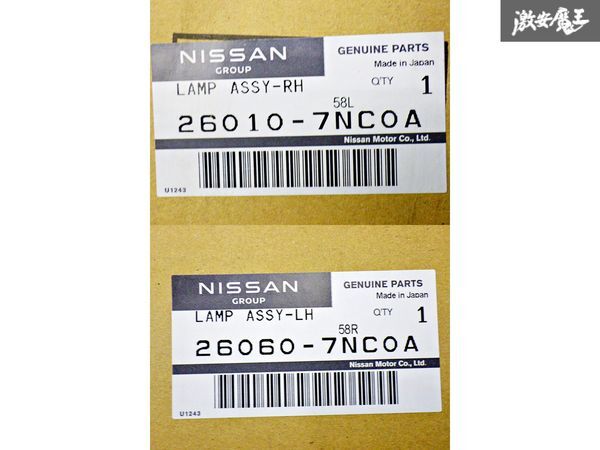 激安魔王
NISSAN
GROUP
GENUINE PARTS
Made in Japan
LAMP ASSY-RH
Q'TY 1
58L
26010-7NC0A
Nissan Motor Co., Ltd.
U1243
NISSAN
GROUP
GENUINE PARTS
Made in Japan
LAMP ASSY-LH
Q'TY 1
58R
26060-7NC0A
Nissan Motor Co., Ltd.
U1243